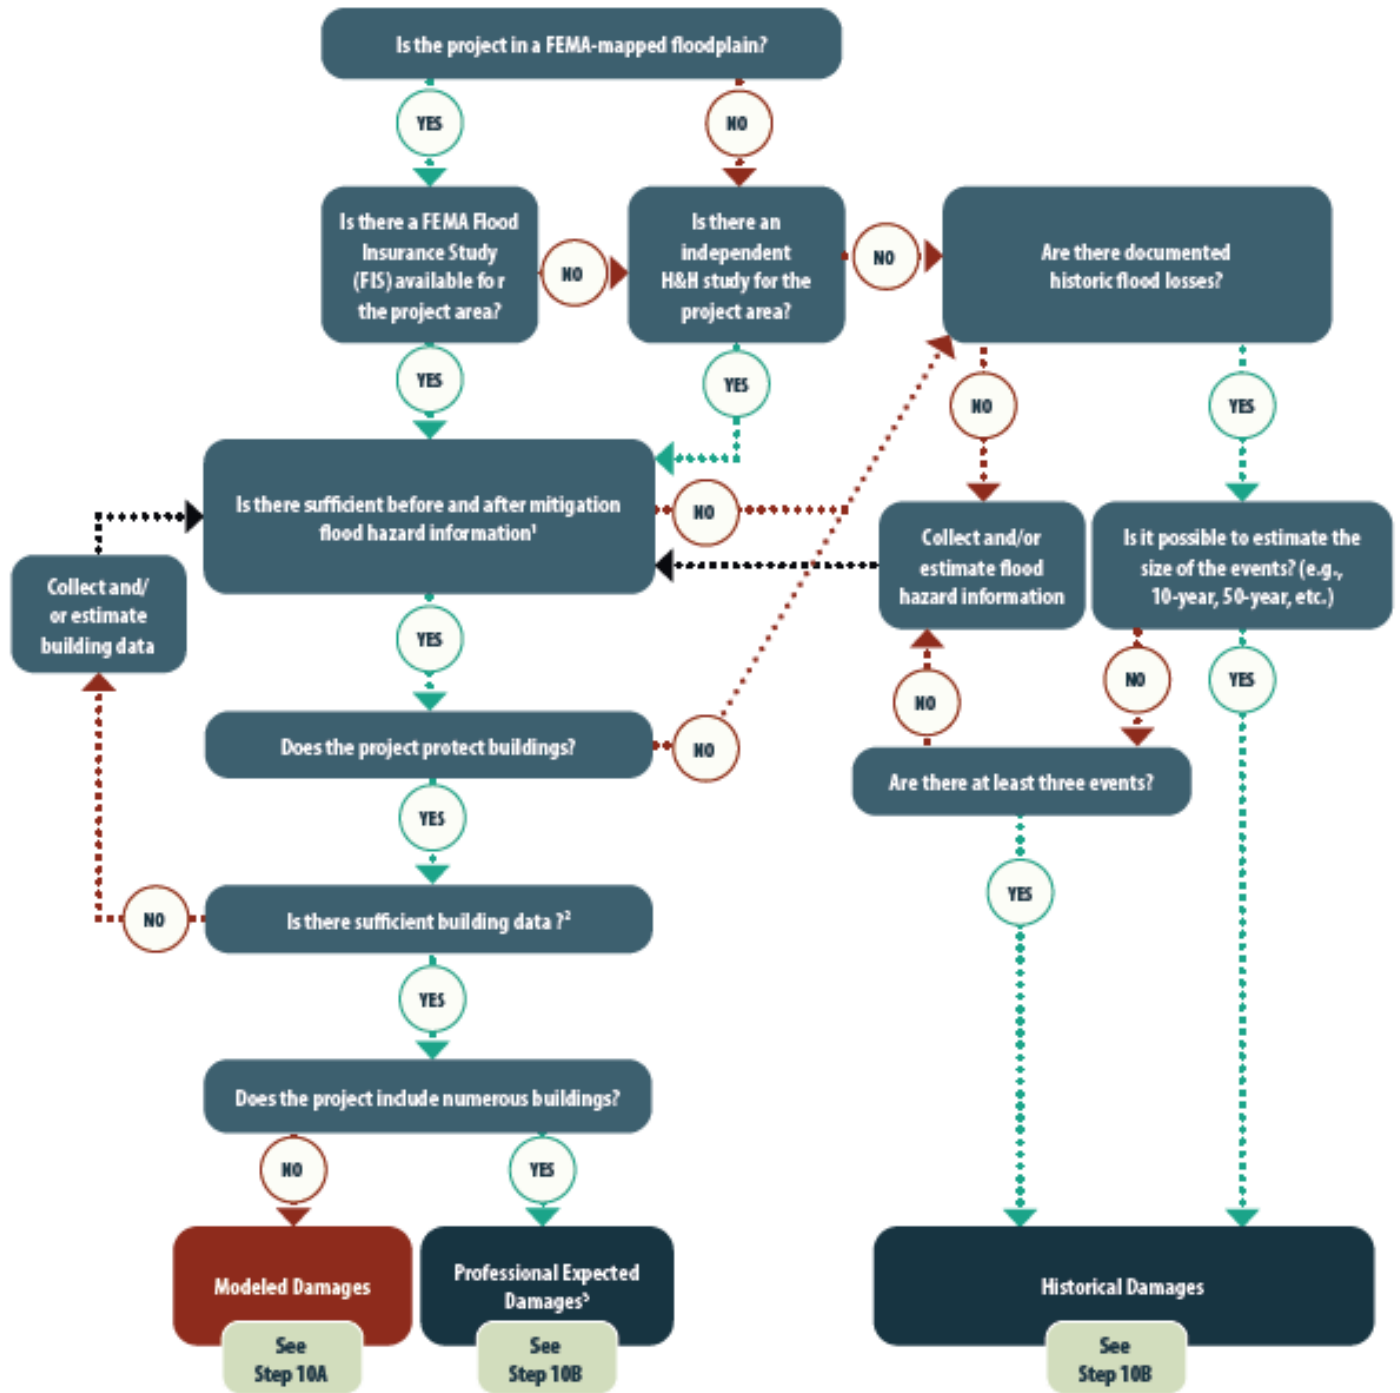 Is the project in a FEMA-mapped floodplain?
YES
NO
Is there a FEMA Flood
Insurance Study
(FIS) available for
the project area?
NO
Is there an
independent
H&H study for the
project area?
NO
Are there documented
historic flood losses?
YES
YES
NO
YES
Is there sufficient before and after mitigation
flood hazard information¹
NO
Collect and/or
estimate flood
hazard information
Is it possible to estimate the
size of the events? (e.g.,
10-year, 50-year, etc.)
Collect and/
or estimate
building data
YES
NO
NO
YES
Does the project protect buildings?
NO
Are there at least three events?
YES
YES
Is there sufficient building data ?²
NO
YES
Does the project include numerous buildings?
NO
YES
Modeled Damages
See
Step 10A
Professional Expected
Damages³
See
Step 10B
Historical Damages
See
Step 10B